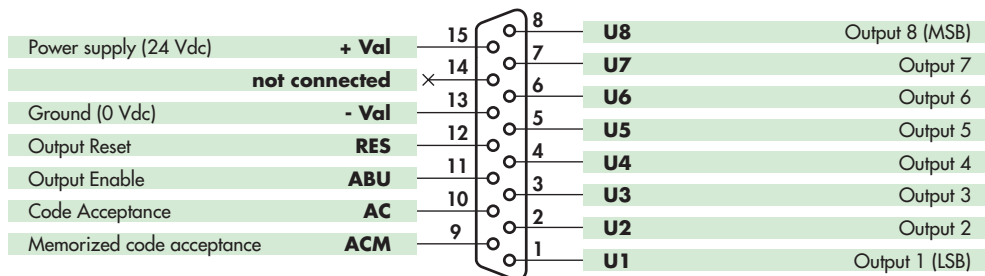 8 U8 Output 8 (MSB)
Power supply (24 Vdc) + Val 15
7 U7 Output 7
not connected 14
6 U6 Output 6
Ground (0 Vdc) - Val 13
5 U5 Output 5
Output Reset RES 12
4 U4 Output 4
Output Enable ABU 11
3 U3 Output 3
Code Acceptance AC 10
2 U2 Output 2
Memorized code acceptance ACM 9
1 U1 Output 1 (LSB)